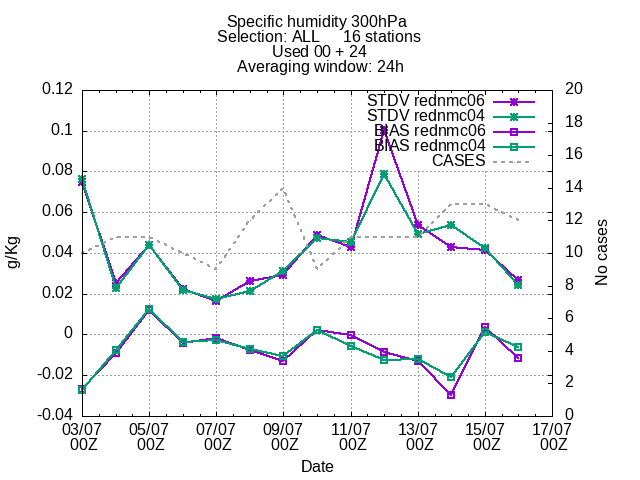 Specific humidity 300hPa
Selection: ALL 16 stations
Used 00 + 24
Averaging window: 24h
0.12
0.1
0.08
0.06
0.04
0.02
0
-0.02
-0.04
g/Kg
STDV rednmc06
STDV rednmc04
BIAS rednmc06
BIAS rednmc04
CASES
20
18
16
14
12
10
8
6
4
2
0
No cases
03/07 05/07 07/07 09/07 11/07 13/07 15/07 17/07
00Z 00Z 00Z 00Z 00Z 00Z 00Z 00Z
Date